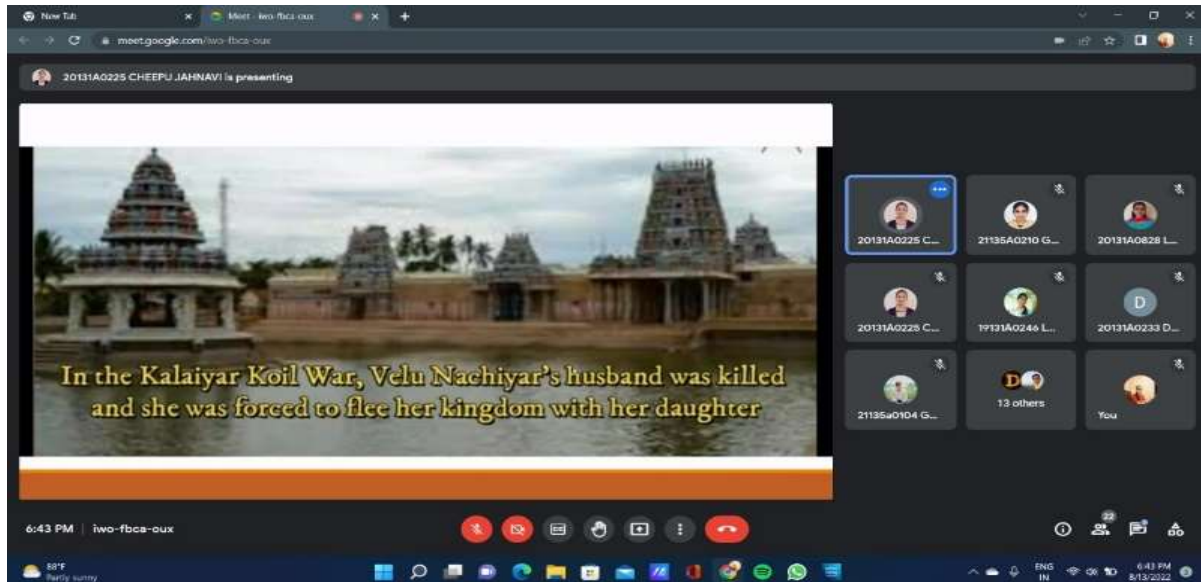 New Tab
Meet - iwo-fbca-oux
meet.google.com/iwo-fbca-oux
20131A0225 CHEEPU JAHNAVI is presenting
In the Kalaiyar Koil War, Velu Nachiyar's husband was killed
and she was forced to flee her kingdom with her daughter
20131A0225 C...
21135A0210 G...
20131A0828 L...
20131A0225 C...
19131A0246 L...
D
20131A0233 D...
21135a0104 G...
D
13 others
You
6:43 PM | iwo-fbca-oux
22
88°F
Partly sunny
ENG
IN
6:43 PM
8/13/2022